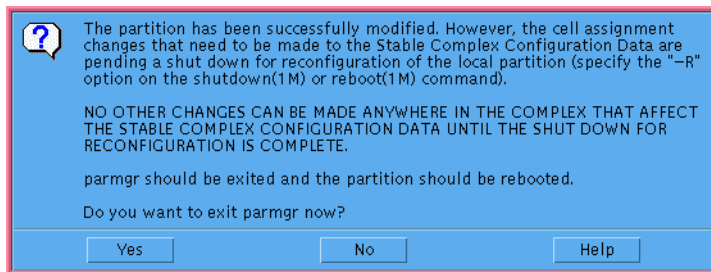 The partition has been successfully modified. However, the cell assignment
changes that need to be made to the Stable Complex Configuration Data are
pending a shut down for reconfiguration of the local partition (specify the "-R"
option on the shutdown(1M) or reboot(1M) command).
NO OTHER CHANGES CAN BE MADE ANYWHERE IN THE COMPLEX THAT AFFECT
THE STABLE COMPLEX CONFIGURATION DATA UNTIL THE SHUT DOWN FOR
RECONFIGURATION IS COMPLETE.
parmgr should be exited and the partition should be rebooted.
Do you want to exit parmgr now?
Yes No Help